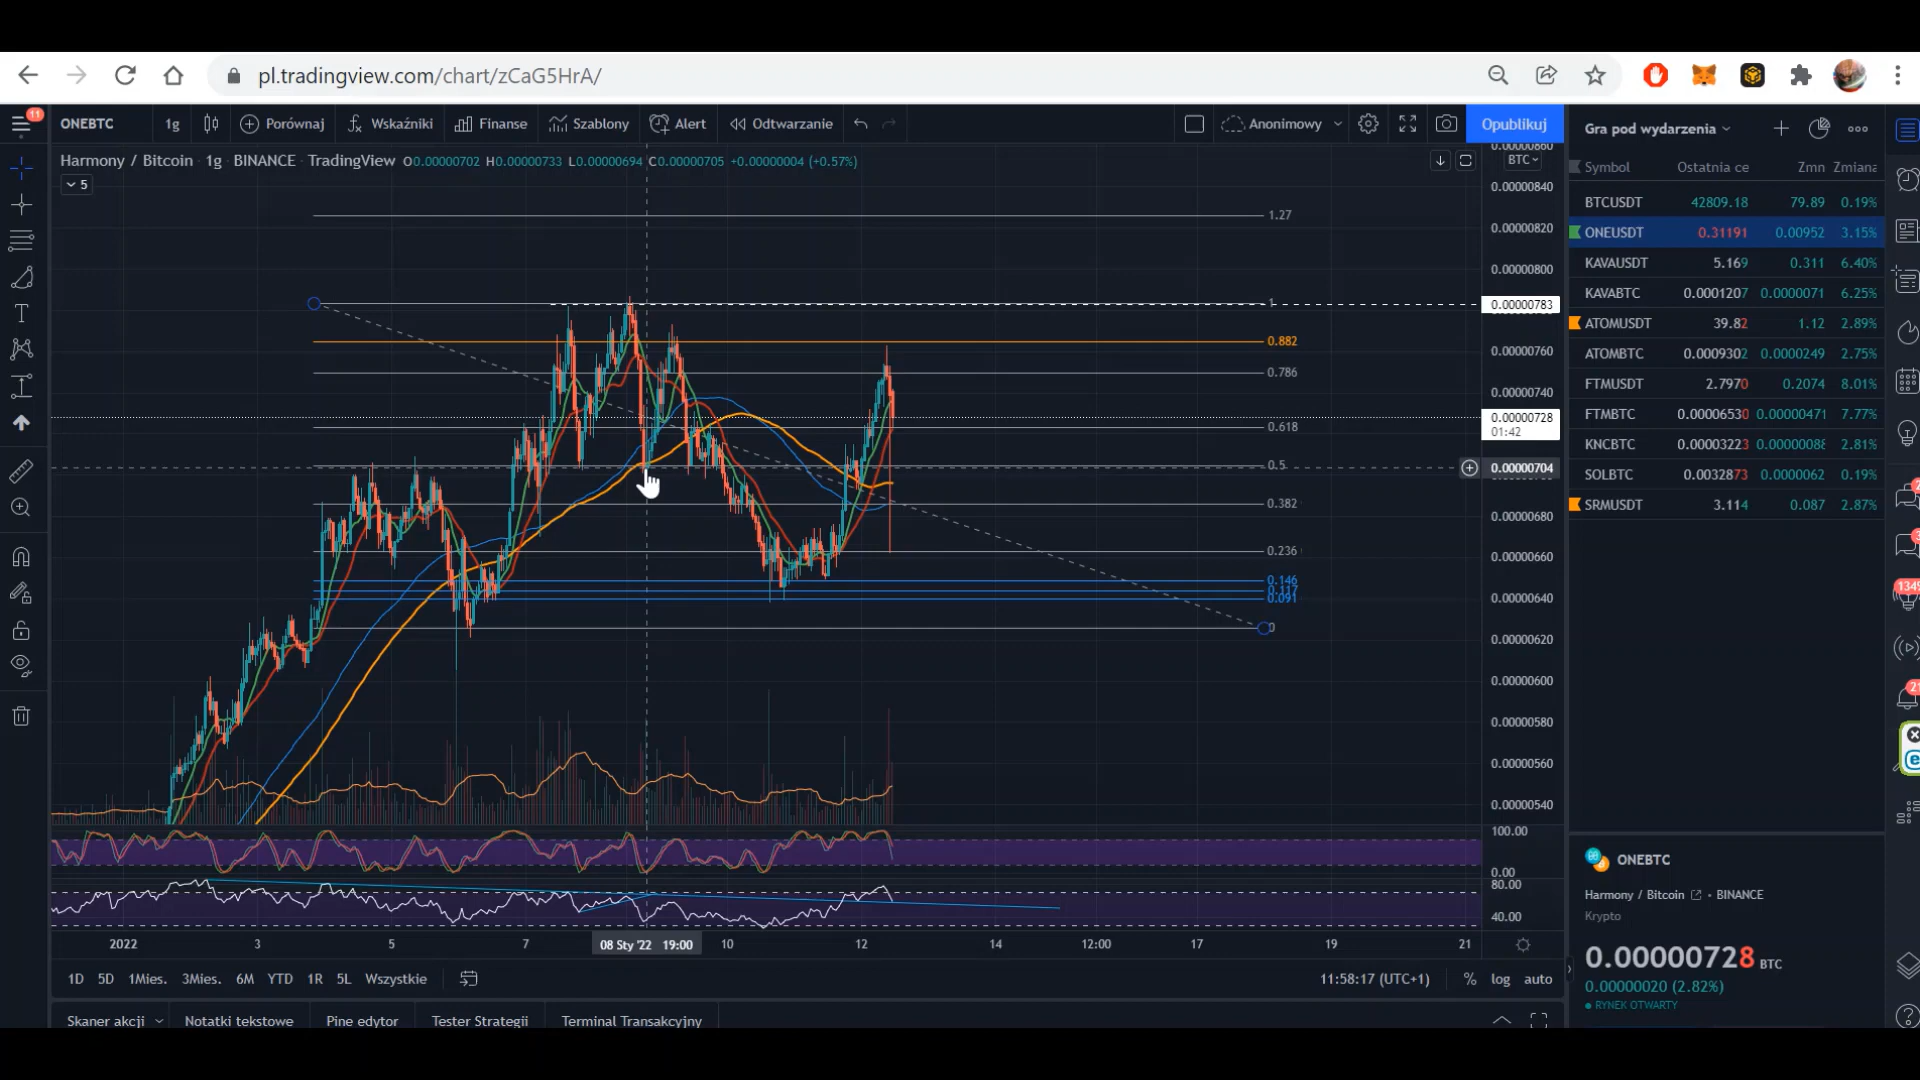 pl.tradingview.com/chart/zCaG5HrA/
11
ONEBTC
1g
Porównaj
Wskaźniki
Finanse
Szablony
Alert
Odtwarzanie
Anonimowy
Opublikuj
Gra pod wydarzenia
Harmony / Bitcoin · 1g · BINANCE · TradingView O0.00000702 H0.00000733 L0.00000694 C0.00000705 +0.00000004 (+0.57%)
5
0.00000860
BTC
Symbol Ostatnia ce Zmn Zmiana
BTCUSDT 42809.18 79.89 0.19%
ONEUSDT 0.31191 0.00952 3.15%
KAVAUSDT 5.169 0.311 6.40%
KAVABTC 0.0001207 0.0000071 6.25%
ATOMUSDT 39.82 1.12 2.89%
ATOMBTC 0.0009302 0.0000249 2.75%
FTMUSDT 2.7970 0.2074 8.01%
FTMBTC 0.00006530 0.00000471 7.77%
KNCBTC 0.00003223 0.00000088 2.81%
SOLBTC 0.0032873 0.0000062 0.19%
SRMUSDT 3.114 0.087 2.87%
1.27
1
0.882
0.786
0.618
0.5
0.382
0.236
0.146
0.117
0.091
0
0.00000840
0.00000820
0.00000800
0.00000783
0.00000760
0.00000740
0.00000728
01:42
0.00000704
0.00000680
0.00000660
0.00000640
0.00000620
0.00000600
0.00000580
0.00000560
0.00000540
100.00
0.00
80.00
40.00
2022 3 5 7 08 Sty '22 19:00 10 12 14 12:00 17 19 21
1D 5D 1Mies. 3Mies. 6M YTD 1R 5L Wszystkie
11:58:17 (UTC+1) % log auto
Skaner akcji Notatki tekstowe Pine edytor Tester Strategii Terminal Transakcyjny
ONEBTC
Harmony / Bitcoin · BINANCE
Krypto
0.00000728 BTC
0.00000020 (2.82%)
RYNEK OTWARTY